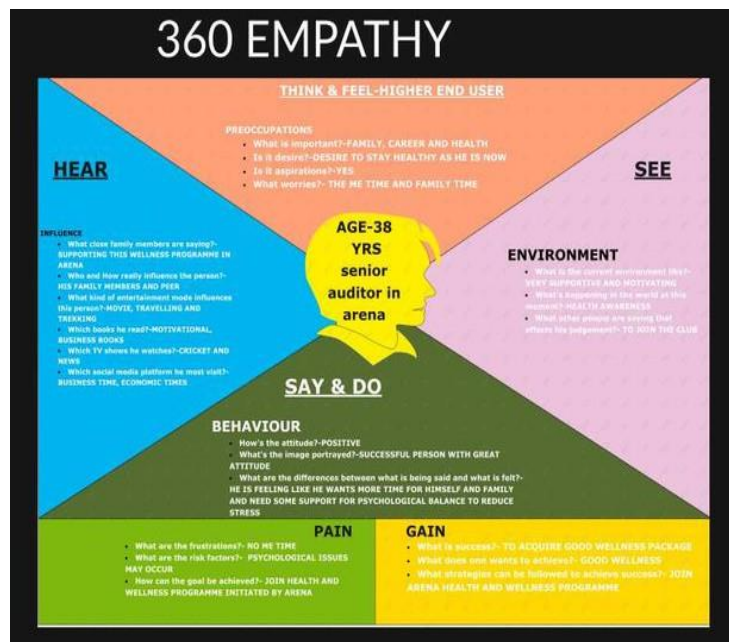 360 EMPATHY
THINK & FEEL-HIGHER END USER
PREOCCUPATIONS
• What is important?-FAMILY, CAREER AND HEALTH
• Is it desire?-DESIRE TO STAY HEALTHY AS HE IS NOW
• Is it aspirations?-YES
• What worries?- THE ME TIME AND FAMILY TIME
HEAR
INFLUENCE
• What close family members are saying?-
SUPPORTING THIS WELLNESS PROGRAMME IN
ARENA
• Who and How really influence the person?-
HIS FAMILY MEMBERS AND PEER
• What kind of entertainment mode influences
this person?-MOVIE, TRAVELLING AND
TREKKING
• Which books he read?-MOTIVATIONAL,
BUSINESS BOOKS
• Which TV shows he watches?-CRICKET AND
NEWS
• Which social media platform he most visit?-
BUSINESS TIME, ECONOMIC TIMES
AGE-38
YRS
senior
auditor in
arena
SEE
ENVIRONMENT
• What is the current environment like?-
VERY SUPPORTIVE AND MOTIVATING
• What's happening in the world at this
moment?-HEALTH AWARENESS
• What other people are saying that
effects his judgement?- TO JOIN THE CLUB
SAY & DO
BEHAVIOUR
• How's the attitude?-POSITIVE
• What's the image portrayed?-SUCCESSFUL PERSON WITH GREAT
ATTITUDE
• What are the differences between what is being said and what is felt?-
HE IS FEELING LIKE HE WANTS MORE TIME FOR HIMSELF AND FAMILY
AND NEED SOME SUPPORT FOR PSYCHOLOGICAL BALANCE TO REDUCE
STRESS
PAIN
• What are the frustrations?- NO ME TIME
• What are the risk factors?- PSYCHOLOGICAL ISSUES
MAY OCCUR
• How can the goal be achieved?- JOIN HEALTH AND
WELLNESS PROGRAMME INITIATED BY ARENA
GAIN
• What is success?- TO ACQUIRE GOOD WELLNESS PACKAGE
• What does one wants to achieve?- GOOD WELLNESS
• What strategies can be followed to achieve success?- JOIN
ARENA HEALTH AND WELLNESS PROGRAMME